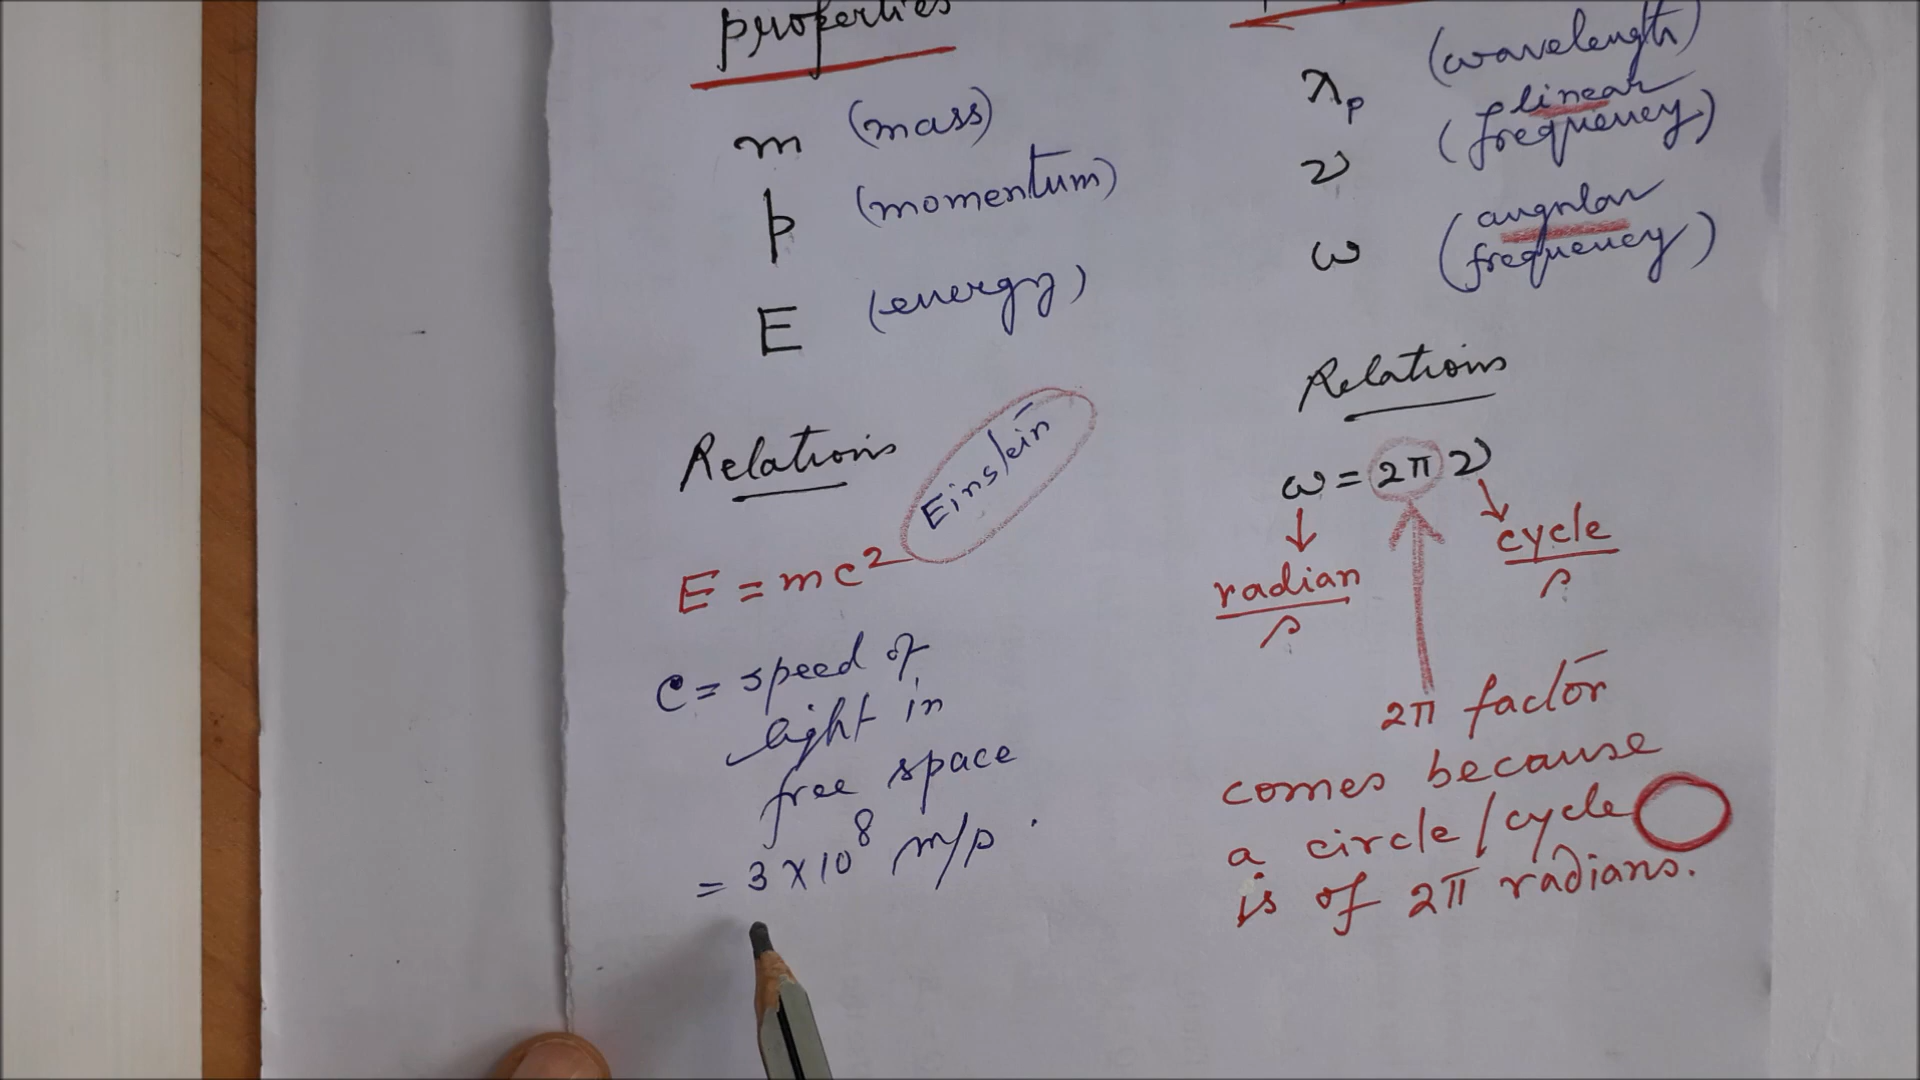 properties
m (mass)
p (momentum)
E (energy)
Relations
Einstein
E = mc²
c = speed of
light in
free space
= 3 × 10⁸ m/s.
λp (wavelength)
ν (linear
frequency)
ω (angular
frequency)
Relations
ω = 2π ν
radian/s
cycle/s
2π factor
comes because
a circle/cycle
is of 2π radians.